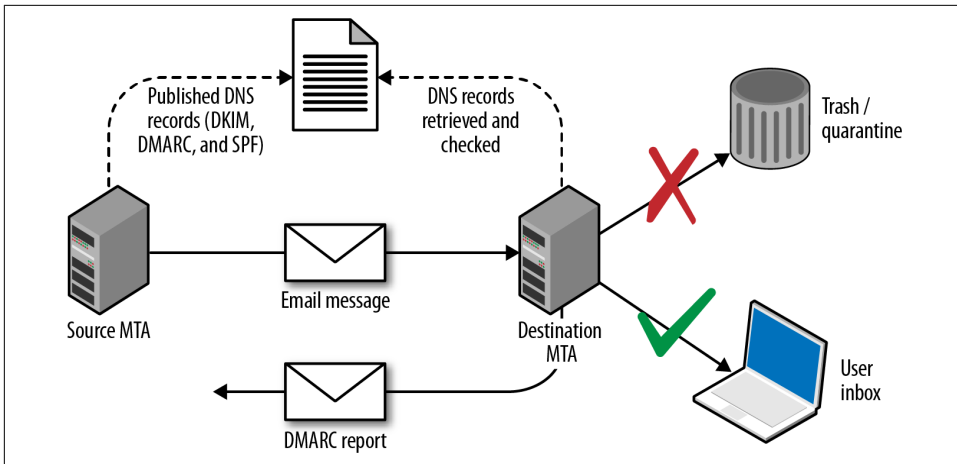 Published DNS
records (DKIM,
DMARC, and SPF)
DNS records
retrieved and
checked
Trash /
quarantine
Email message
Source MTA
Destination
MTA
User
inbox
DMARC report